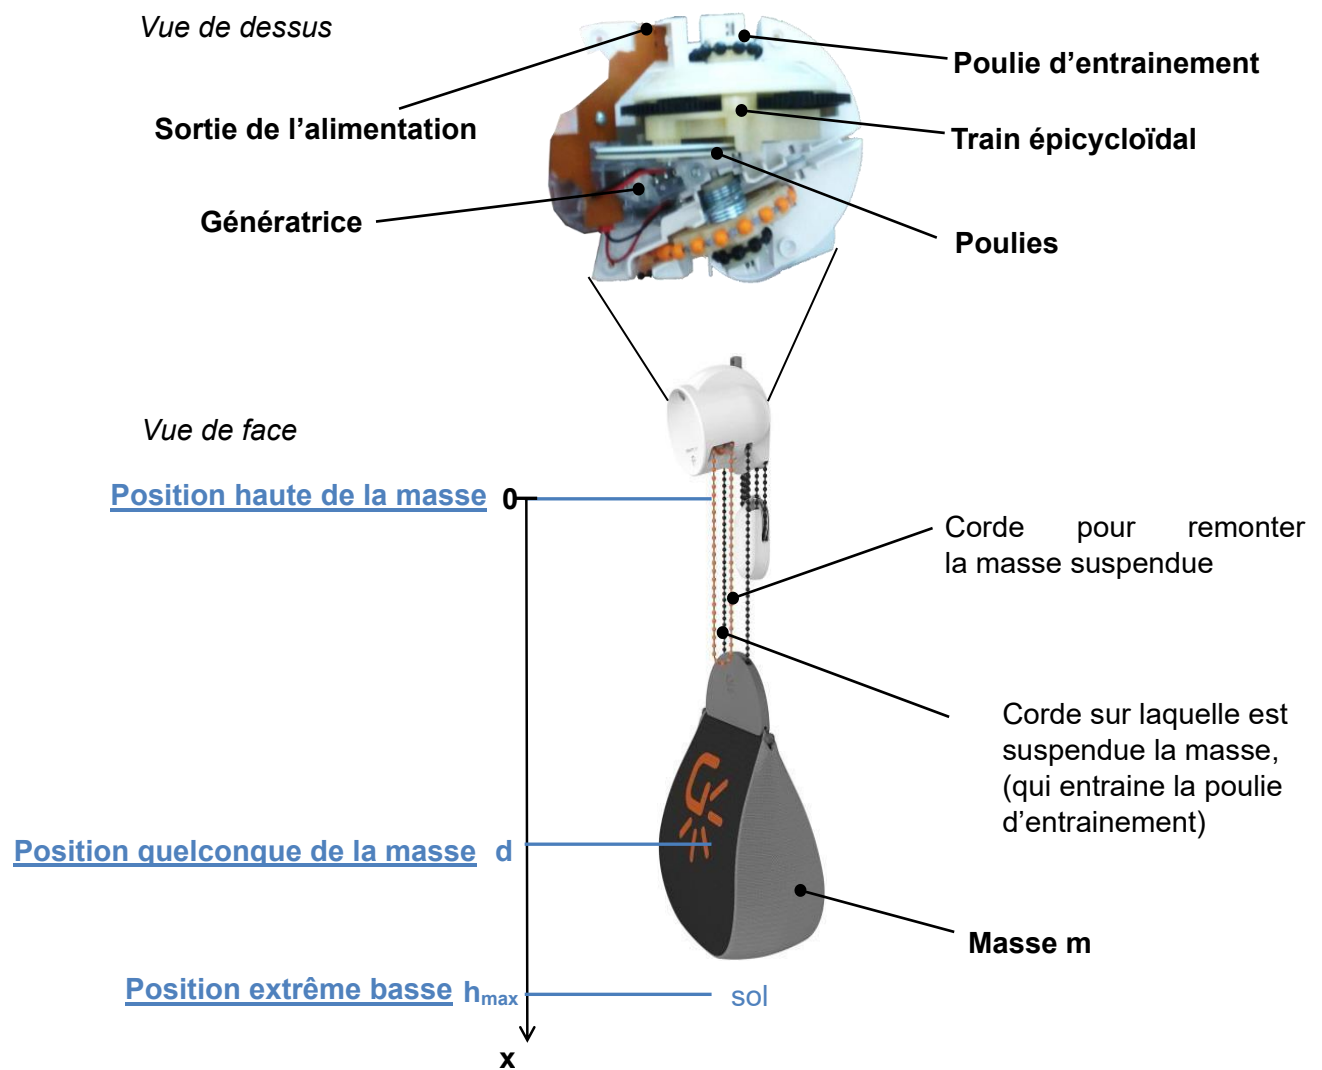 Vue de dessus
Poulie d’entrainement
Sortie de l’alimentation
Train épicycloïdal
Génératrice
Poulies
Vue de face
Position haute de la masse 0
Corde pour remonter
la masse suspendue
Corde sur laquelle est
suspendue la masse,
(qui entraine la poulie
d’entrainement)
Position quelconque de la masse d
Masse m
Position extrême basse hmax
sol
x